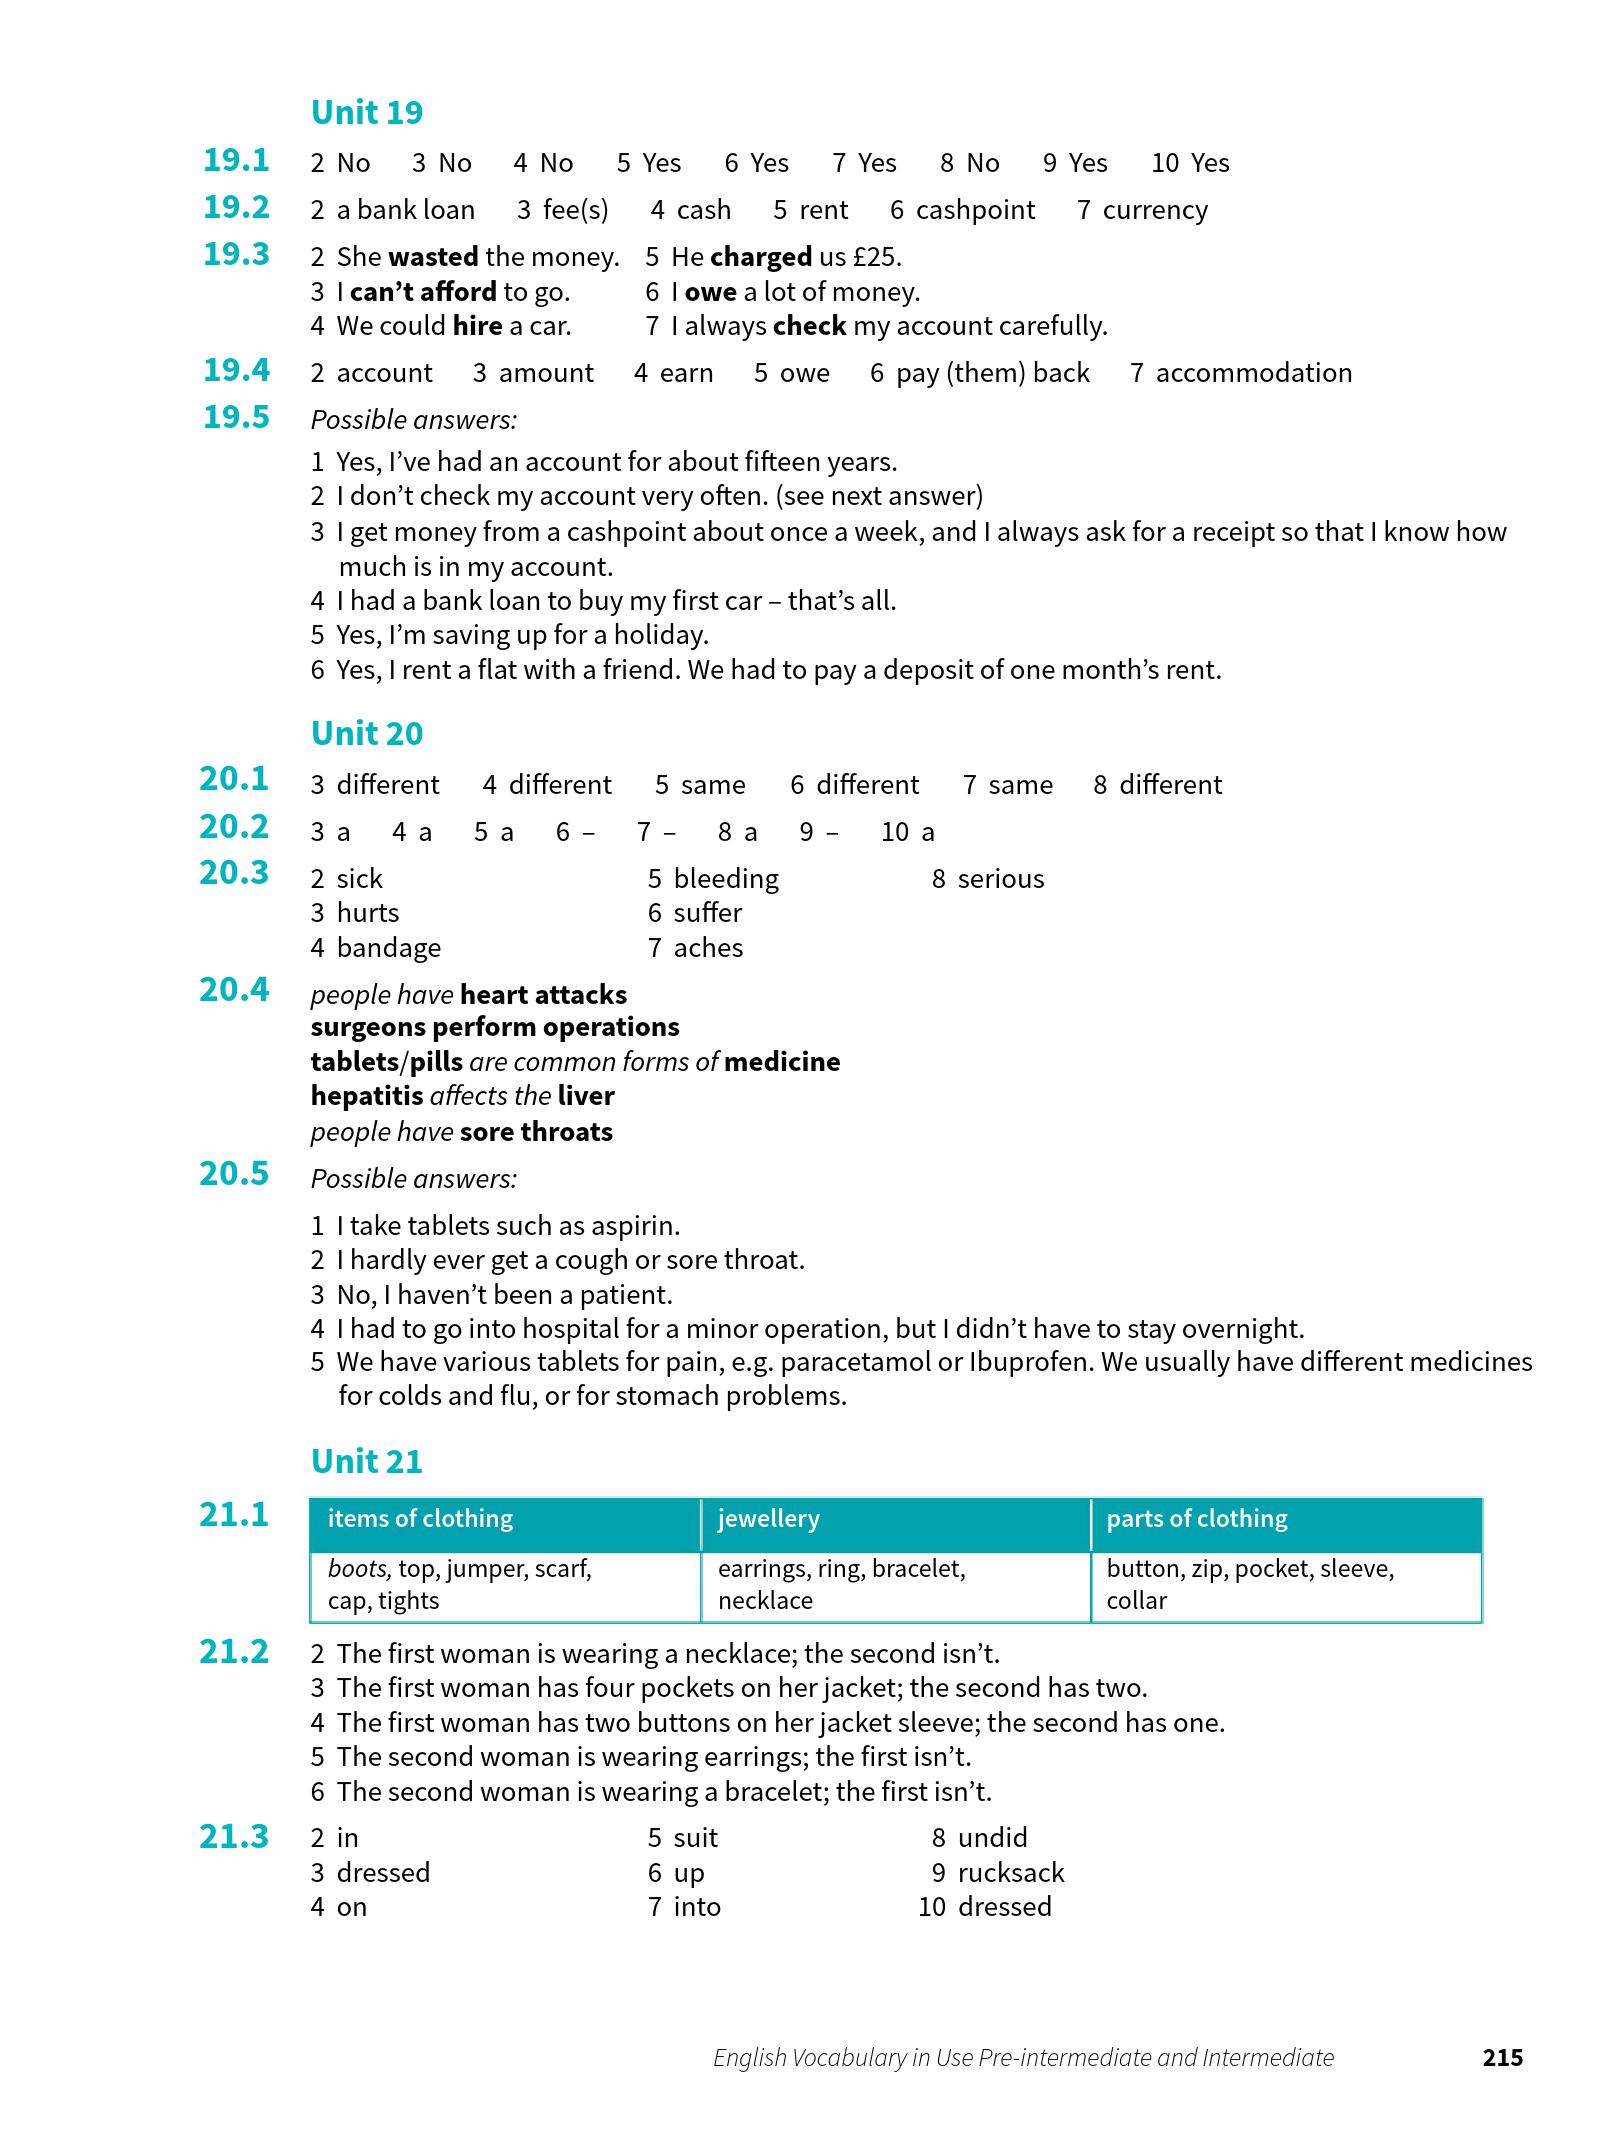 Unit 19
19.1 2 No 3 No 4 No 5 Yes 6 Yes 7 Yes 8 No 9 Yes 10 Yes
19.2 2 a bank loan 3 fee(s) 4 cash 5 rent 6 cashpoint 7 currency
19.3 2 She wasted the money. 5 He charged us £25.
3 I can’t afford to go. 6 I owe a lot of money.
4 We could hire a car. 7 I always check my account carefully.
19.4 2 account 3 amount 4 earn 5 owe 6 pay (them) back 7 accommodation
19.5 Possible answers:
1 Yes, I’ve had an account for about fifteen years.
2 I don’t check my account very often. (see next answer)
3 I get money from a cashpoint about once a week, and I always ask for a receipt so that I know how
much is in my account.
4 I had a bank loan to buy my first car – that’s all.
5 Yes, I’m saving up for a holiday.
6 Yes, I rent a flat with a friend. We had to pay a deposit of one month’s rent.
Unit 20
20.1 3 different 4 different 5 same 6 different 7 same 8 different
20.2 3 a 4 a 5 a 6 – 7 – 8 a 9 – 10 a
20.3 2 sick 5 bleeding 8 serious
3 hurts 6 suffer
4 bandage 7 aches
20.4 people have heart attacks
surgeons perform operations
tablets/pills are common forms of medicine
hepatitis affects the liver
people have sore throats
20.5 Possible answers:
1 I take tablets such as aspirin.
2 I hardly ever get a cough or sore throat.
3 No, I haven’t been a patient.
4 I had to go into hospital for a minor operation, but I didn’t have to stay overnight.
5 We have various tablets for pain, e.g. paracetamol or Ibuprofen. We usually have different medicines
for colds and flu, or for stomach problems.
Unit 21
21.1 items of clothing jewellery parts of clothing
boots, top, jumper, scarf, earrings, ring, bracelet, button, zip, pocket, sleeve,
cap, tights necklace collar
21.2 2 The first woman is wearing a necklace; the second isn’t.
3 The first woman has four pockets on her jacket; the second has two.
4 The first woman has two buttons on her jacket sleeve; the second has one.
5 The second woman is wearing earrings; the first isn’t.
6 The second woman is wearing a bracelet; the first isn’t.
21.3 2 in 5 suit 8 undid
3 dressed 6 up 9 rucksack
4 on 7 into 10 dressed
English Vocabulary in Use Pre-intermediate and Intermediate 215